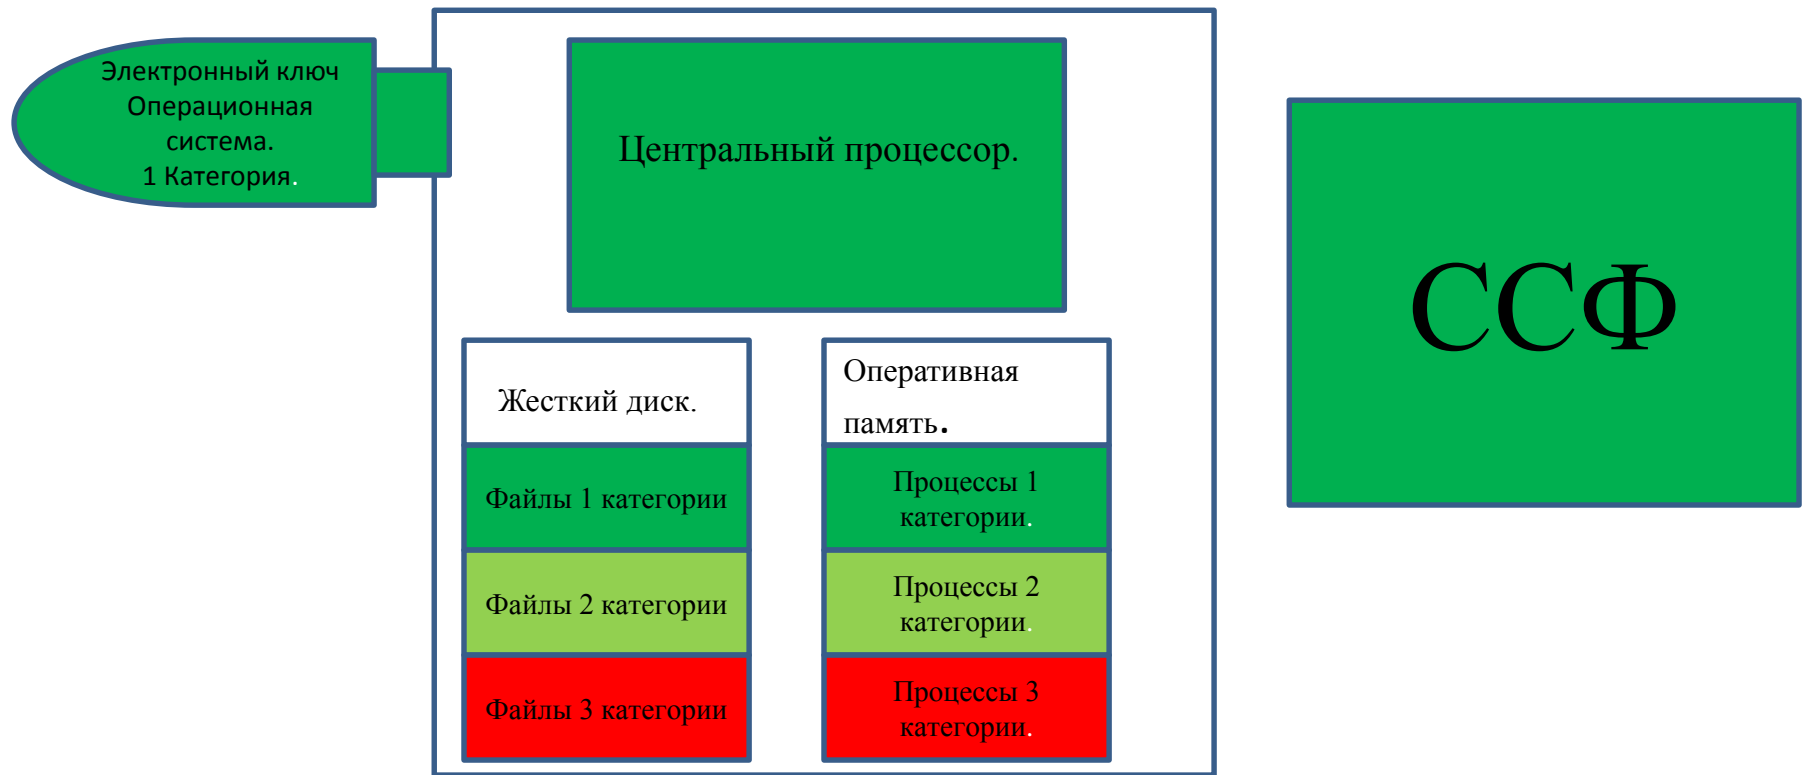 Электронный ключ
Операционная
система.
1 Категория.
Центральный процессор.
ССФ
Жесткий диск.
Файлы 1 категории
Файлы 2 категории
Файлы 3 категории
Оперативная
память.
Процессы 1
категории.
Процессы 2
категории.
Процессы 3
категории.